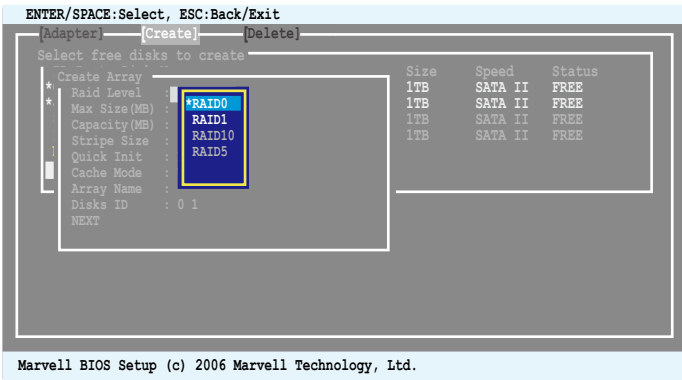 ENTER/SPACE:Select, ESC:Back/Exit
[Adapter] [Create] [Delete]
Select free disks to create
Size Speed Status
Create Array
* Raid Level : 1TB SATA II FREE
* Max Size(MB) : *RAID0 1TB SATA II FREE
Capacity(MB) : RAID1 1TB SATA II FREE
Stripe Size : RAID10 1TB SATA II FREE
Quick Init : RAID5
Cache Mode :
Array Name :
Disks ID : 0 1
NEXT
Marvell BIOS Setup (c) 2006 Marvell Technology, Ltd.